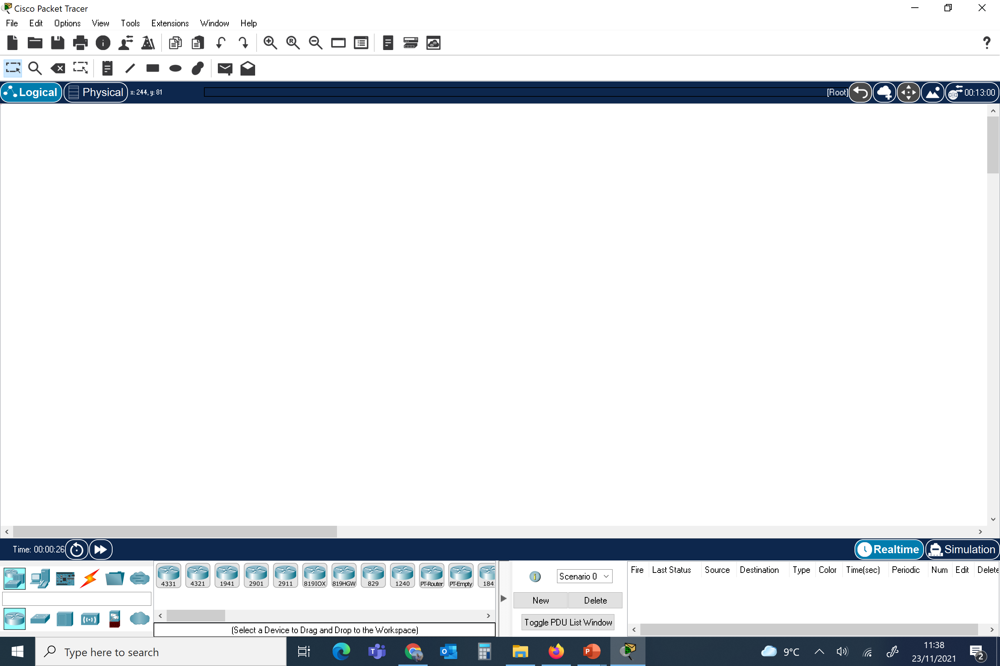 Cisco Packet Tracer
File Edit Options View Tools Extensions Window Help
Logical Physical x: 244, y: 81 [Root] 00:13:00
Time: 00:00:26 Realtime Simulation
4331 4321 1941 2901 2911 819IOX 819HGW 829 1240 PT-Router PT-Empty 184
Scenario 0
Fire Last Status Source Destination Type Color Time(sec) Periodic Num Edit Delete
New Delete
Toggle PDU List Window
(Select a Device to Drag and Drop to the Workspace)
Type here to search
9°C
11:38
23/11/2021
2